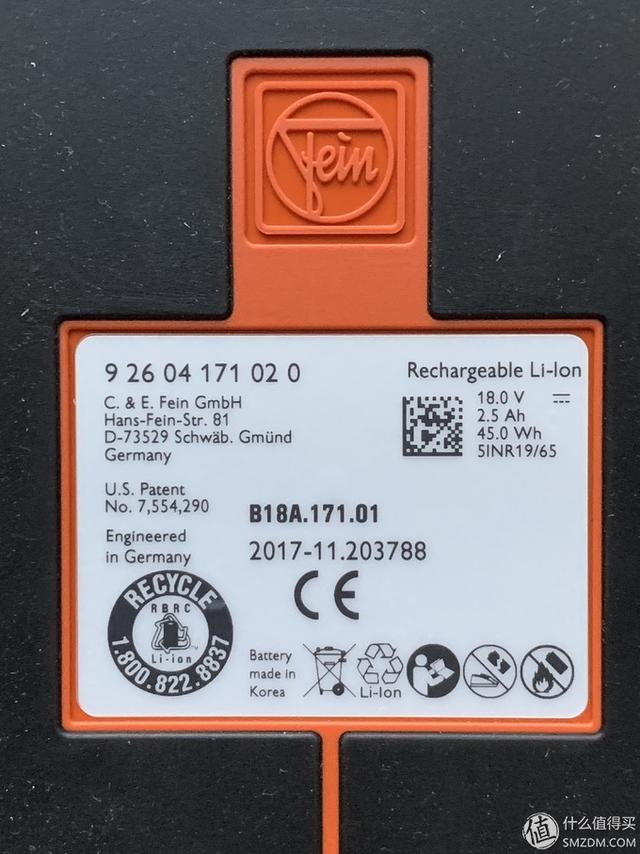 fein
9 26 04 171 02 0
C. & E. Fein GmbH
Hans-Fein-Str. 81
D-73529 Schwäb. Gmünd
Germany
Rechargeable Li-Ion
18.0 V
2.5 Ah
45.0 Wh
5INR19/65
U.S. Patent
No. 7,554,290
B18A.171.01
Engineered
in Germany
2017-11.203788
CE
RECYCLE
RBRC
Li-ion
1.800.822.8837
Battery
made in
Korea
Li-Ion
值 什么值得买
SMZDM.COM